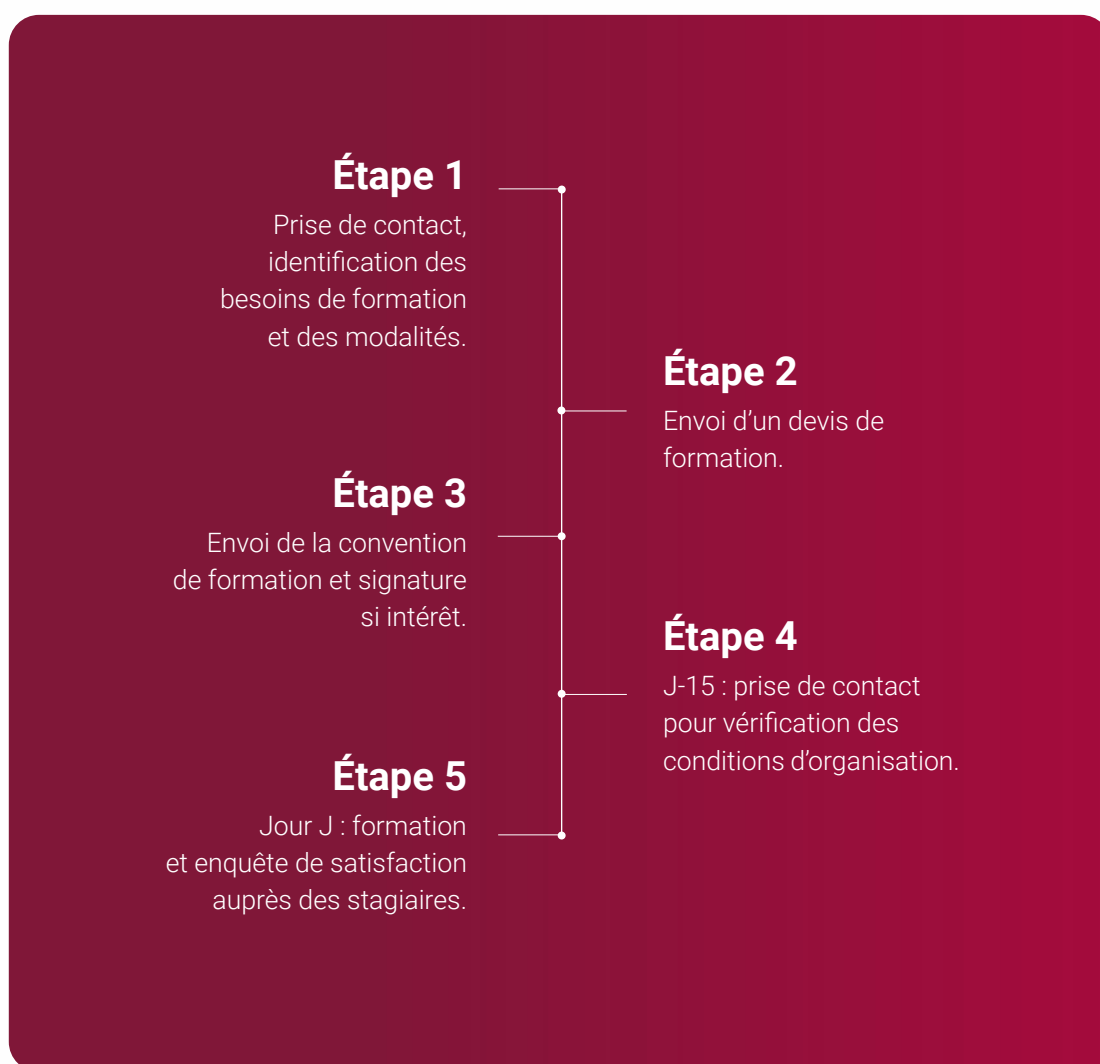 Étape 1
Prise de contact,
identification des
besoins de formation
et des modalités.
Étape 2
Envoi d’un devis de
formation.
Étape 3
Envoi de la convention
de formation et signature
si intérêt.
Étape 4
J-15 : prise de contact
pour vérification des
conditions d’organisation.
Étape 5
Jour J : formation
et enquête de satisfaction
auprès des stagiaires.